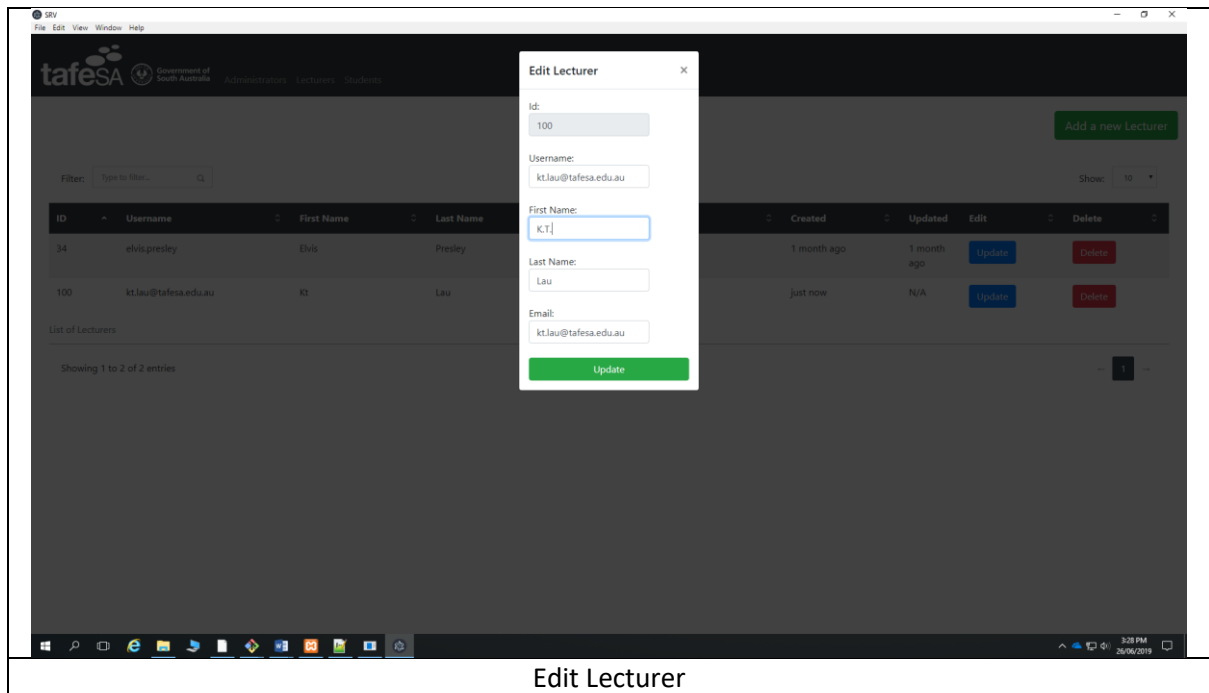 SRV
File Edit View Window Help
tafeSA Government of South Australia Administrators Lecturers Students
Edit Lecturer ×
Id:
100
Add a new Lecturer
Username:
kt.lau@tafesa.edu.au
Filter: Type to filter... Show: 10
First Name:
K.T.
ID Username First Name Last Name Created Updated Edit Delete
34 elvis.presley Elvis Presley 1 month ago 1 month ago Update Delete
Last Name:
Lau
100 kt.lau@tafesa.edu.au Kt Lau just now N/A Update Delete
Email:
kt.lau@tafesa.edu.au
List of Lecturers
Update
Showing 1 to 2 of 2 entries 1
3:28 PM
26/06/2019
Edit Lecturer